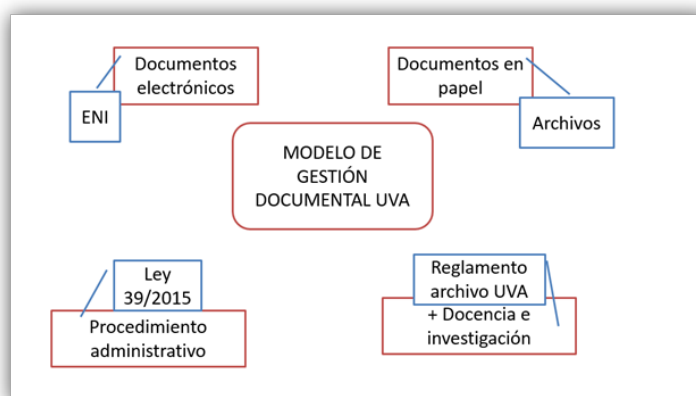 Documentos
electrónicos
ENI
Documentos en
papel
Archivos
MODELO DE
GESTIÓN
DOCUMENTAL UVA
Ley
39/2015
Procedimiento
administrativo
Reglamento
archivo UVA
+ Docencia e
investigación